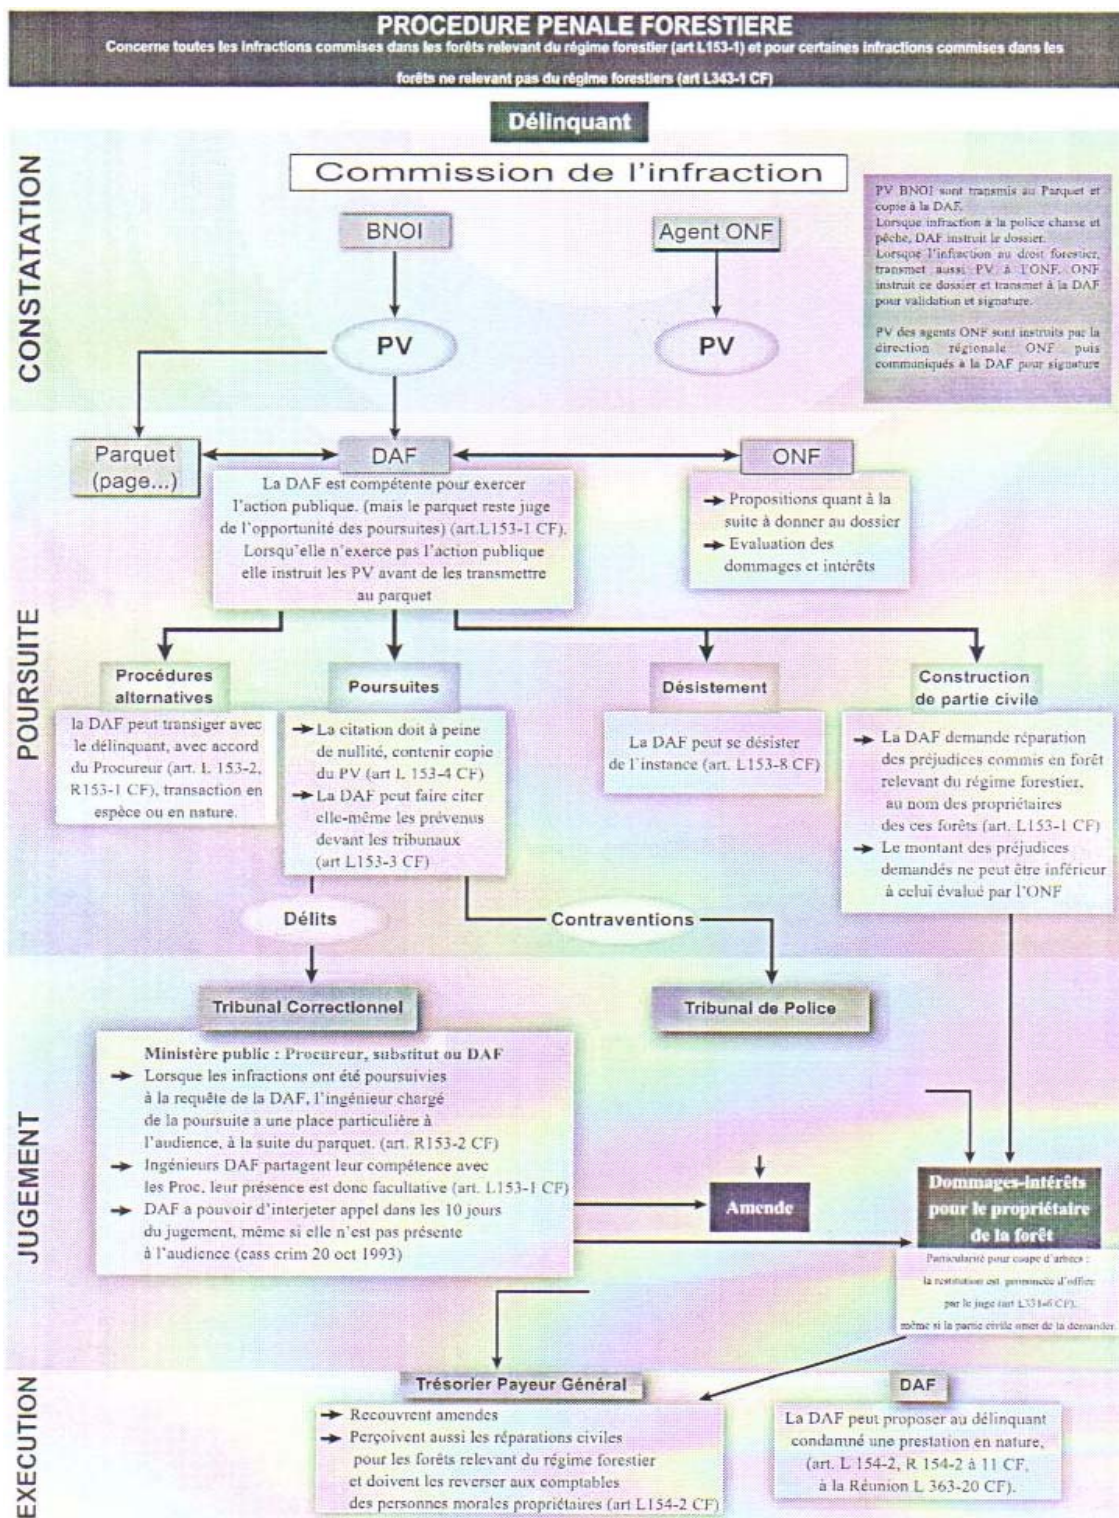 PROCEDURE PENALE FORESTIERE
Concerne toutes les infractions commises dans les forêts relevant du régime forestier (art L153-1) et pour certaines infractions commises dans les
forêts ne relevant pas du régime forestiers (art L343-1 CF)
Délinquant
CONSTATATION
Commission de l'infraction
BNOI
Agent ONF
PV
PV
PV BNOI sont transmis au Parquet et
copie à la DAF.
Lorsque infraction à la police chasse et
pêche, DAF instruit le dossier.
Lorsque l'infraction au droit forestier,
transmet aussi PV à l'ONF. ONF
instruit ce dossier et transmet à la DAF
pour validation et signature.
PV des agents ONF sont instruits par la
direction régionale ONF puis
communiqués à la DAF pour signature
POURSUITE
Parquet
(page...)
DAF
La DAF est compétente pour exercer
l'action publique. (mais le parquet reste juge
de l'opportunité des poursuites) (art.L153-1 CF).
Lorsqu'elle n'exerce pas l'action publique
elle instruit les PV avant de les transmettre
au parquet
ONF
→ Propositions quant à la
suite à donner au dossier
→ Evaluation des
dommages et intérêts
Procédures
alternatives
la DAF peut transiger avec
le délinquant, avec accord
du Procureur (art. L 153-2,
R153-1 CF), transaction en
espèce ou en nature.
Poursuites
→ La citation doit à peine
de nullité, contenir copie
du PV (art L 153-4 CF)
→ La DAF peut faire citer
elle-même les prévenus
devant les tribunaux
(art L153-3 CF)
Désistement
La DAF peut se désister
de l'instance (art. L153-8 CF)
Construction
de partie civile
→ La DAF demande réparation
des préjudices commis en forêt
relevant du régime forestier,
au nom des propriétaires
des ces forêts (art. L153-1 CF)
→ Le montant des préjudices
demandés ne peut être inférieur
à celui évalué par l'ONF
Délits
Contraventions
JUGEMENT
Tribunal Correctionnel
Tribunal de Police
Ministère public : Procureur, substitut ou DAF
→ Lorsque les infractions ont été poursuivies
à la requête de la DAF, l'ingénieur chargé
de la poursuite a une place particulière à
l'audience, à la suite du parquet. (art. R153-2 CF)
→ Ingénieurs DAF partagent leur compétence avec
les Proc, leur présence est donc facultative (art. L153-1 CF)
→ DAF a pouvoir d'interjeter appel dans les 10 jours
du jugement, même si elle n'est pas présente
à l'audience (cass crim 20 oct 1993)
Amende
Dommages-intérêts
pour le propriétaire
de la forêt
Particularité pour coupe d'arbres :
la restitution est prononcée d'office
par le juge (art L331-6 CF),
même si la partie civile omet de la demander.
EXECUTION
Trésorier Payeur Général
→ Recouvrent amendes
→ Perçoivent aussi les réparations civiles
pour les forêts relevant du régime forestier
et doivent les reverser aux comptables
des personnes morales propriétaires (art L154-2 CF)
DAF
La DAF peut proposer au délinquant
condamné une prestation en nature,
(art. L 154-2, R 154-2 à 11 CF,
à la Réunion L 363-20 CF).